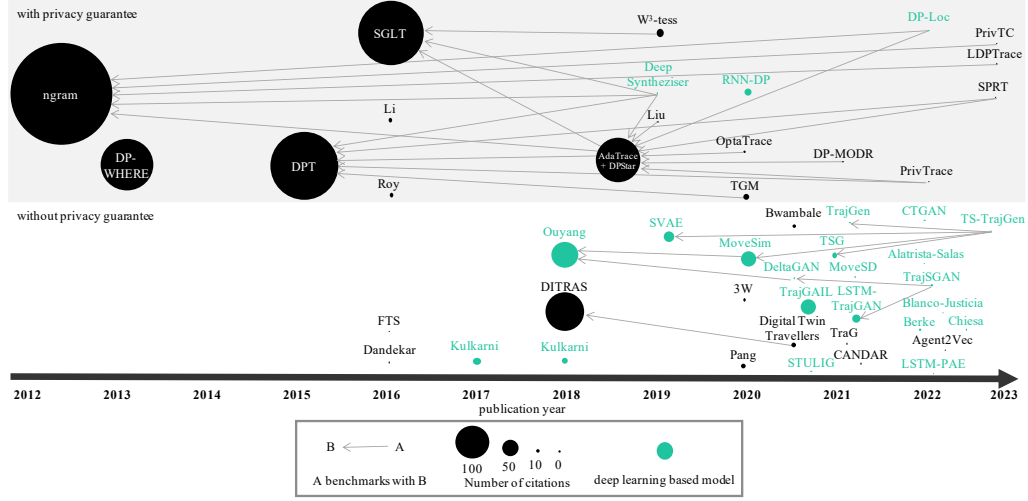 with privacy guarantee
ngram
DP-
WHERE
SGLT
Li
DPT
Roy
W³-tess
Deep
Syntheziser
RNN-DP
Liu
AdaTrace
+ DPStar
OptaTrace
TGM
DP-MODR
DP-Loc
PrivTC
LDPTrace
SPRT
PrivTrace
without privacy guarantee
FTS
Dandekar
Kulkarni
Ouyang
DITRAS
Kulkarni
SVAE
MoveSim
3W
Pang
Bwambale
DeltaGAN
TrajGAIL
Digital Twin
Travellers
STULIG
TrajGen
TSG
MoveSD
LSTM-
TrajGAN
TraG
CANDAR
CTGAN
TS-TrajGen
Alatrista-Salas
TrajSGAN
Blanco-Justicia
Berke
Chiesa
Agent2Vec
LSTM-PAE
2012
2013
2014
2015
2016
2017
2018
2019
2020
2021
2022
2023
publication year
B
A
A benchmarks with B
100
50
10
0
Number of citations
deep learning based model